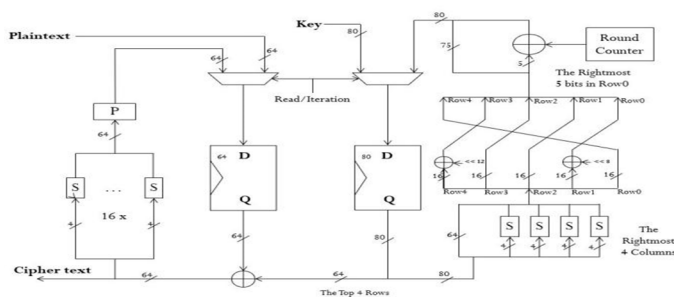 Plaintext
Key
80
80
64
64
75
5
Round
Counter
The Rightmost
5 bits in Row0
Read/Iteration
P
64
Row4 Row3 Row2 Row1 Row0
64 D
Q
80 D
Q
<< 12
<< 8
16 16 16 16 16
Row4 Row3 Row2 Row1 Row0
S ... S
16 x
4 4
64
80
64
S S S S
4 4 4 4
The
Rightmost
4 Columns
Cipher text
64
64
80
The Top 4 Rows